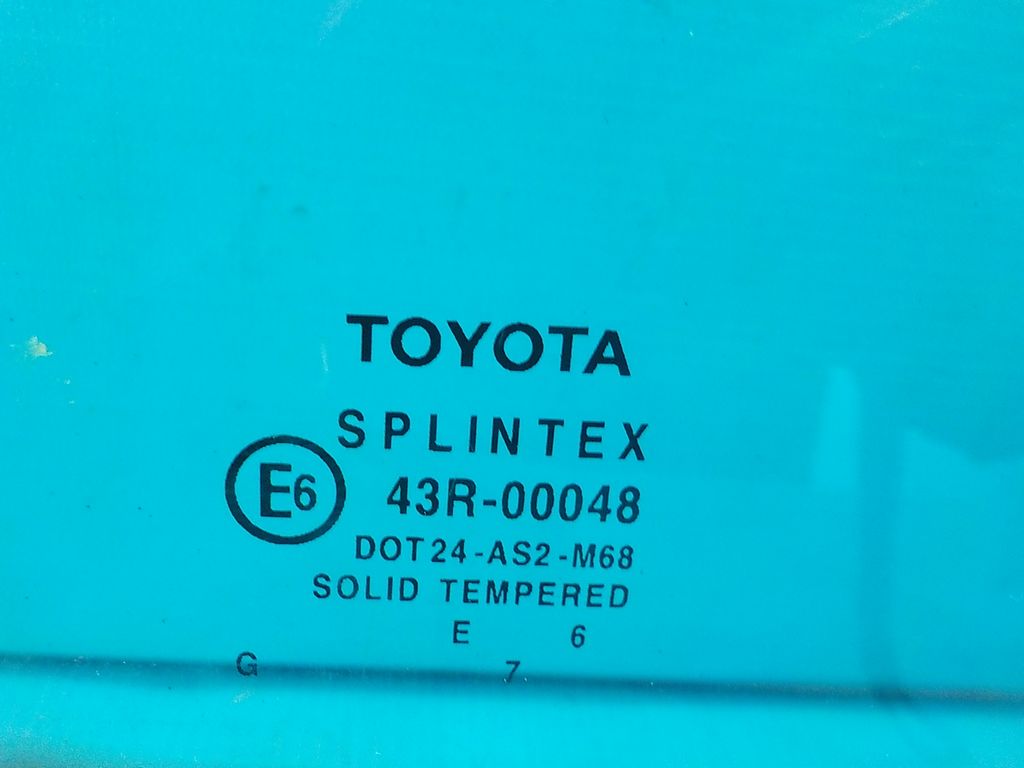 TOYOTA
SPLINTEX
E6 43R-00048
DOT24-AS2-M68
SOLID TEMPERED
E 6
G 7